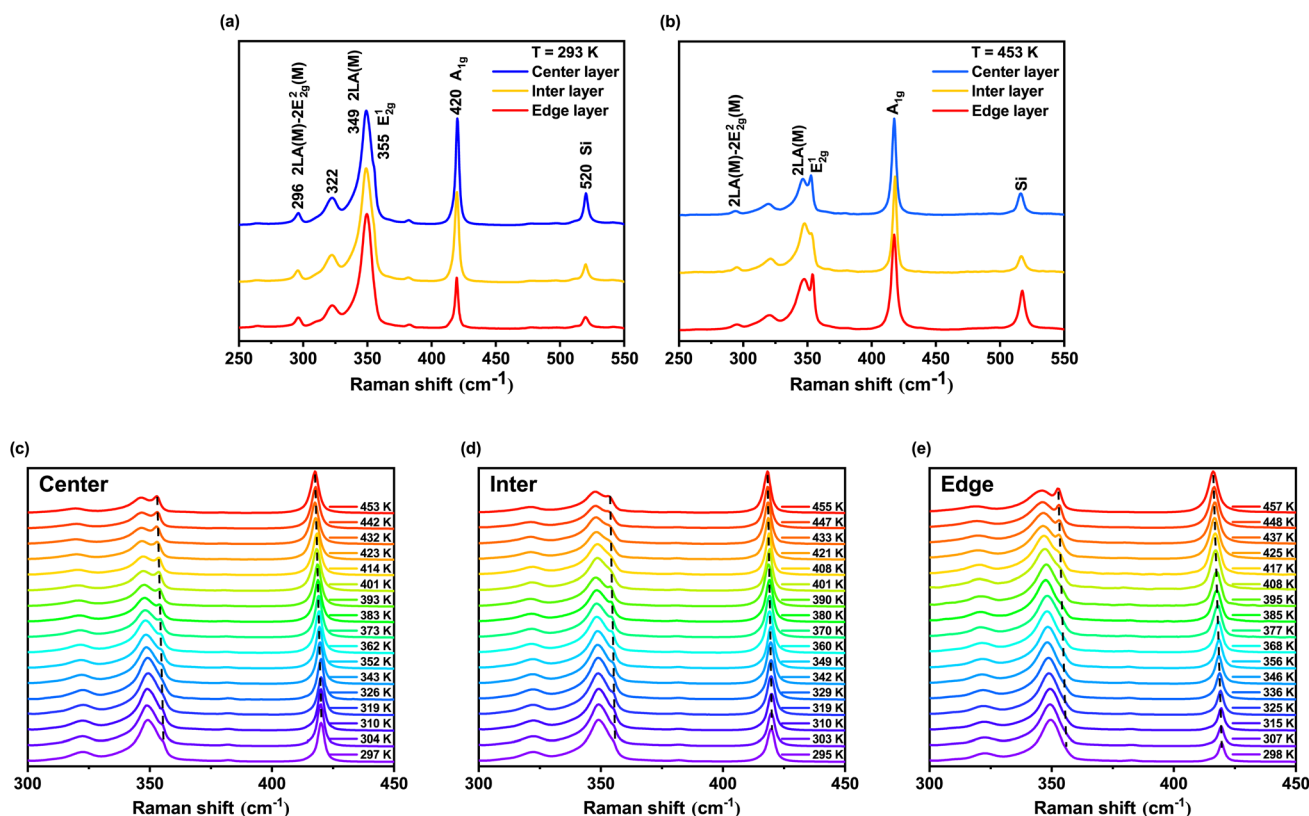 (a)
T = 293 K
Center layer
Inter layer
Edge layer
296 2LA(M)-2E²₂g(M)
322
349 2LA(M)
355 E¹₂g
420 A₁g
520 Si
250 300 350 400 450 500 550
Raman shift (cm⁻¹)
(b)
T = 453 K
Center layer
Inter layer
Edge layer
2LA(M)-2E²₂g(M)
2LA(M)
E¹₂g
A₁g
Si
250 300 350 400 450 500 550
Raman shift (cm⁻¹)
(c)
Center
453 K
442 K
432 K
423 K
414 K
401 K
393 K
383 K
373 K
362 K
352 K
343 K
326 K
319 K
310 K
304 K
297 K
300 350 400 450
Raman shift (cm⁻¹)
(d)
Inter
455 K
447 K
433 K
421 K
408 K
401 K
390 K
380 K
370 K
360 K
349 K
342 K
329 K
319 K
310 K
303 K
295 K
300 350 400 450
Raman shift (cm⁻¹)
(e)
Edge
457 K
448 K
437 K
425 K
417 K
408 K
395 K
385 K
377 K
368 K
356 K
346 K
336 K
325 K
315 K
307 K
298 K
300 350 400 450
Raman shift (cm⁻¹)